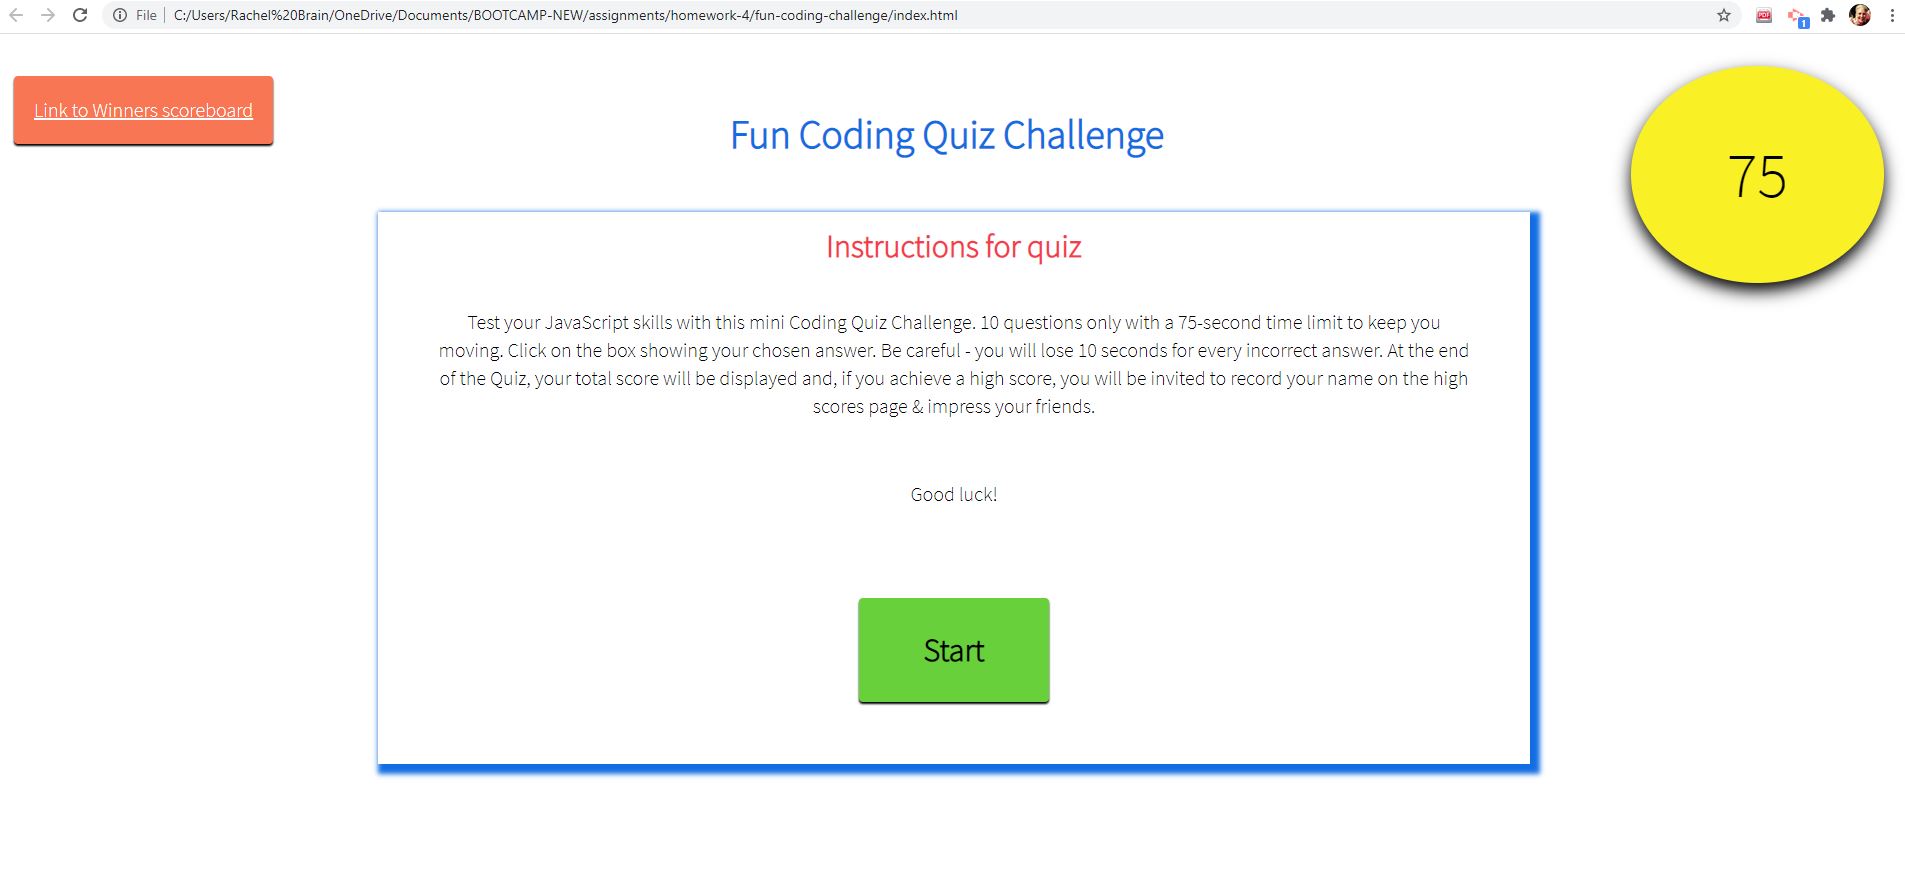 File
C:/Users/Rachel%20Brain/OneDrive/Documents/BOOTCAMP-NEW/assignments/homework-4/fun-coding-challenge/index.html
PDF
1
Link to Winners scoreboard
Fun Coding Quiz Challenge
75
Instructions for quiz
Test your JavaScript skills with this mini Coding Quiz Challenge. 10 questions only with a 75-second time limit to keep you
moving. Click on the box showing your chosen answer. Be careful - you will lose 10 seconds for every incorrect answer. At the end
of the Quiz, your total score will be displayed and, if you achieve a high score, you will be invited to record your name on the high
scores page & impress your friends.
Good luck!
Start